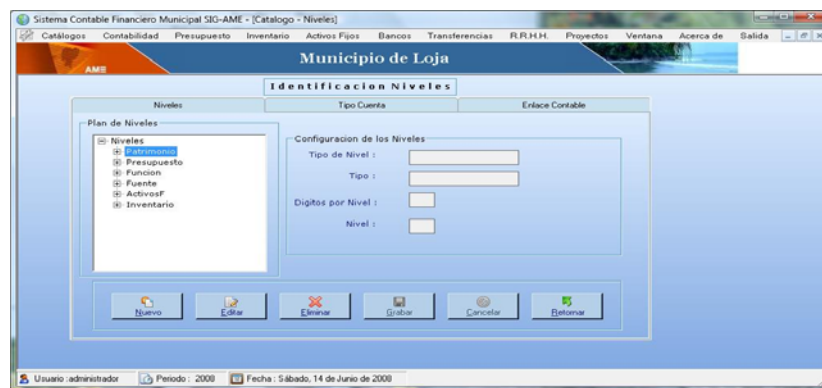 Sistema Contable Financiero Municipal SIG-AME - [Catalogo - Niveles]
Catálogos Contabilidad Presupuesto Inventario Activos Fijos Bancos Transferencias R.R.H.H. Proyectos Ventana Acerca de Salida
AME
Municipio de Loja
Identificacion Niveles
Niveles Tipo Cuenta Enlace Contable
Plan de Niveles
Niveles
Patrimonio
Presupuesto
Funcion
Fuente
ActivosF
Inventario
Configuracion de los Niveles
Tipo de Nivel :
Tipo :
Digitos por Nivel :
Nivel :
Nuevo Editar Eliminar Grabar Cancelar Retornar
Usuario :administrador Periodo : 2008 Fecha : Sábado, 14 de Junio de 2008